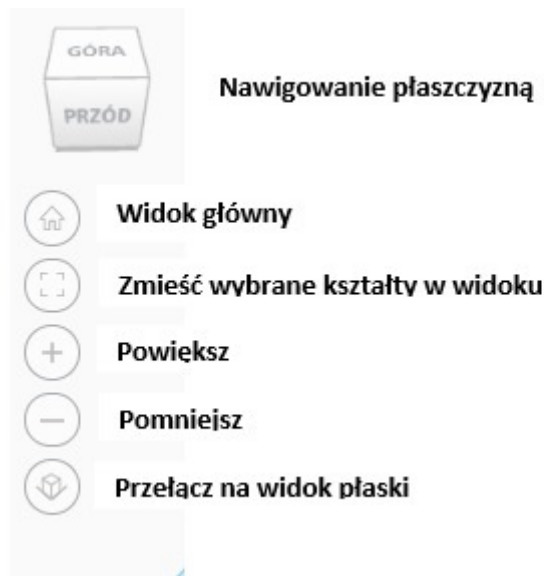 GÓRA
PRZÓD
Nawigowanie płaszczyzną
Widok główny
Zmieść wybrane kształty w widoku
Powiększ
Pomniejsz
Przełącz na widok płaski